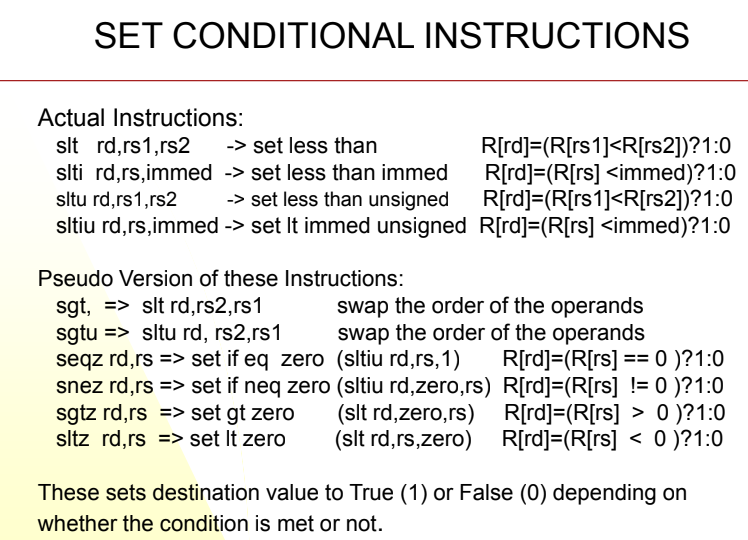 SET CONDITIONAL INSTRUCTIONS
Actual Instructions:
slt rd,rs1,rs2 -> set less than R[rd]=(R[rs1]<R[rs2])?1:0
slti rd,rs,immed -> set less than immed R[rd]=(R[rs] <immed)?1:0
sltu rd,rs1,rs2 -> set less than unsigned R[rd]=(R[rs1]<R[rs2])?1:0
sltiu rd,rs,immed -> set lt immed unsigned R[rd]=(R[rs] <immed)?1:0
Pseudo Version of these Instructions:
sgt, => slt rd,rs2,rs1 swap the order of the operands
sgtu => sltu rd, rs2,rs1 swap the order of the operands
seqz rd,rs => set if eq zero (sltiu rd,rs,1) R[rd]=(R[rs] == 0 )?1:0
snez rd,rs => set if neq zero (sltiu rd,zero,rs) R[rd]=(R[rs] != 0 )?1:0
sgtz rd,rs => set gt zero (slt rd,zero,rs) R[rd]=(R[rs] > 0 )?1:0
sltz rd,rs => set lt zero (slt rd,rs,zero) R[rd]=(R[rs] < 0 )?1:0
These sets destination value to True (1) or False (0) depending on
whether the condition is met or not.